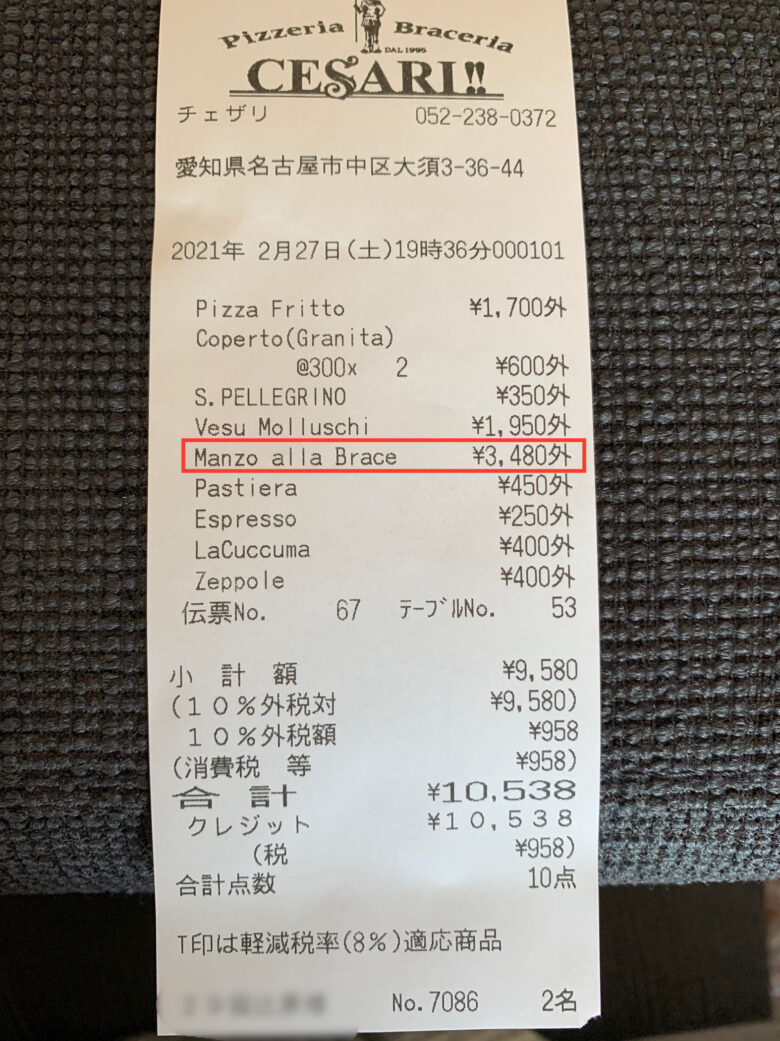 Pizzeria Braceria
DAL 1995
CESARI!!
チェザリ 052-238-0372
愛知県名古屋市中区大須3-36-44
2021年 2月27日(土)19時36分000101
Pizza Fritto ¥1,700外
Coperto(Granita)
@300x 2 ¥600外
S.PELLEGRINO ¥350外
Vesu Molluschi ¥1,950外
Manzo alla Brace ¥3,480外
Pastiera ¥450外
Espresso ¥250外
LaCuccuma ¥400外
Zeppole ¥400外
伝票No. 67 ﾃｰﾌﾞﾙNo. 53
小計額 ¥9,580
(10%外税対 ¥9,580)
10%外税額 ¥958
(消費税 等 ¥958)
合計 ¥10,538
クレジット ¥10,538
(税 ¥958)
合計点数 10点
T印は軽減税率(8%)適応商品
No.7086 2名